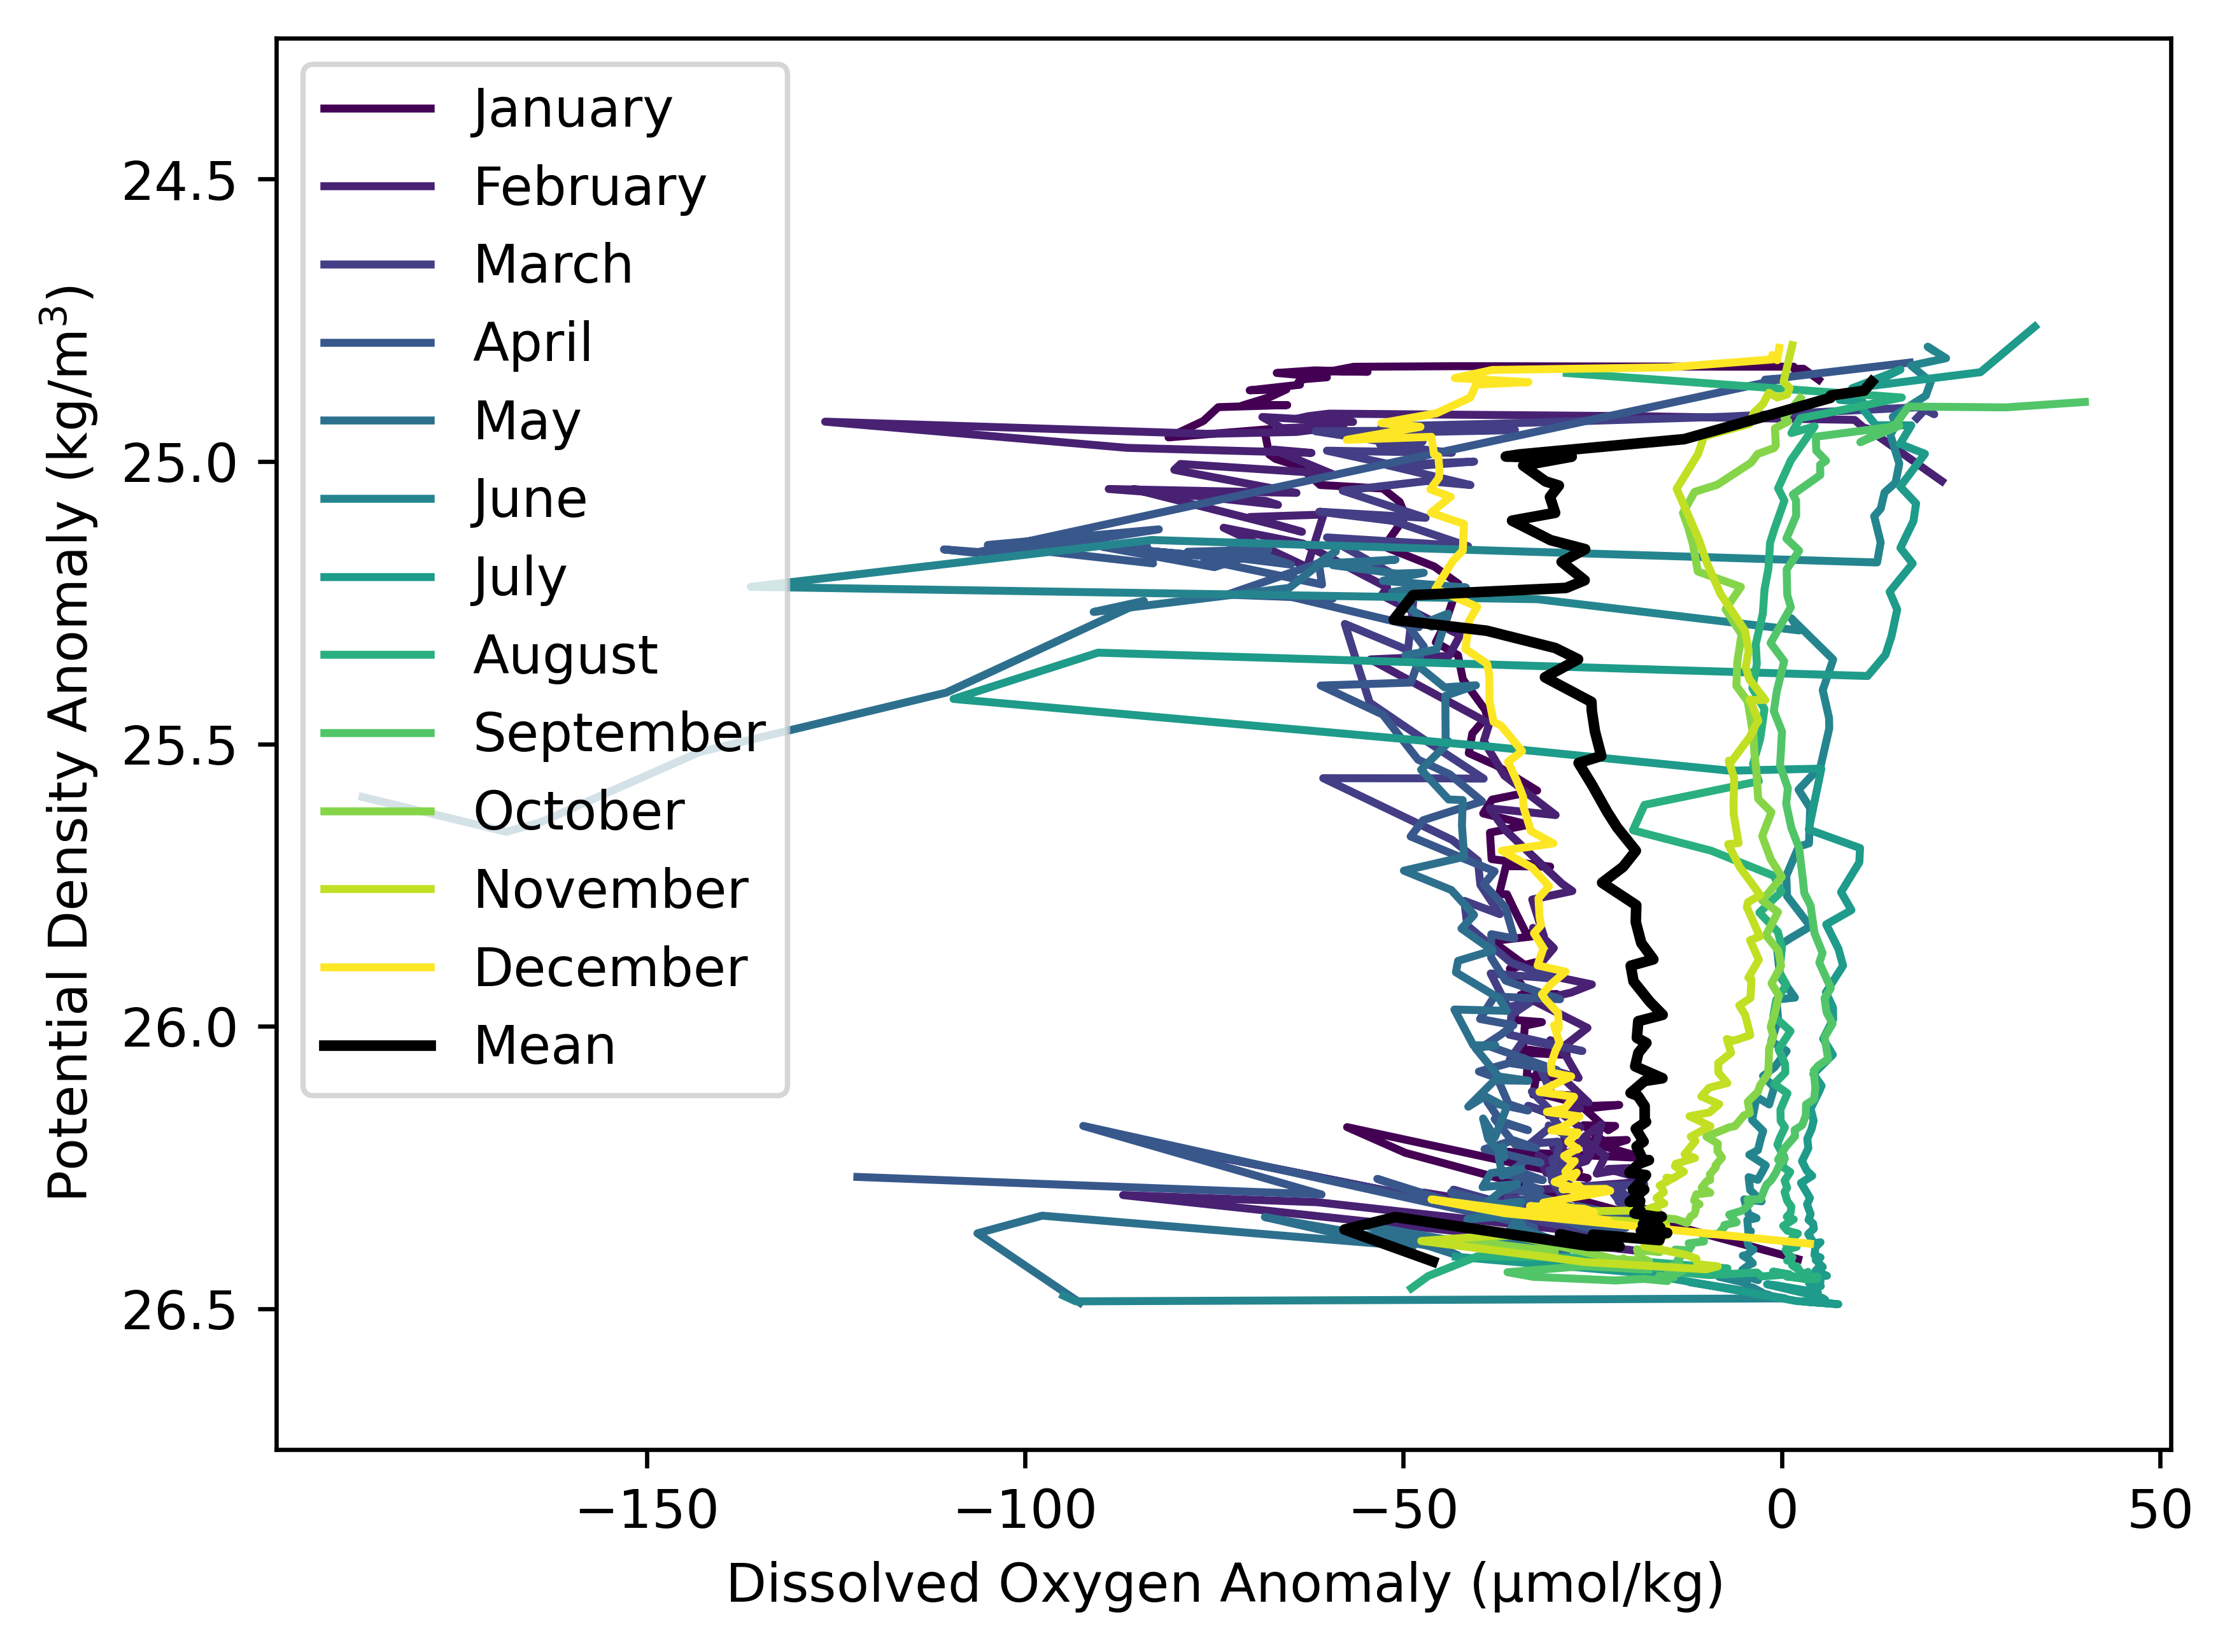 January
February
March
April
May
June
July
August
September
October
November
December
Mean
24.5
25.0
25.5
26.0
26.5
Potential Density Anomaly (kg/m³)
−150
−100
−50
0
50
Dissolved Oxygen Anomaly (μmol/kg)